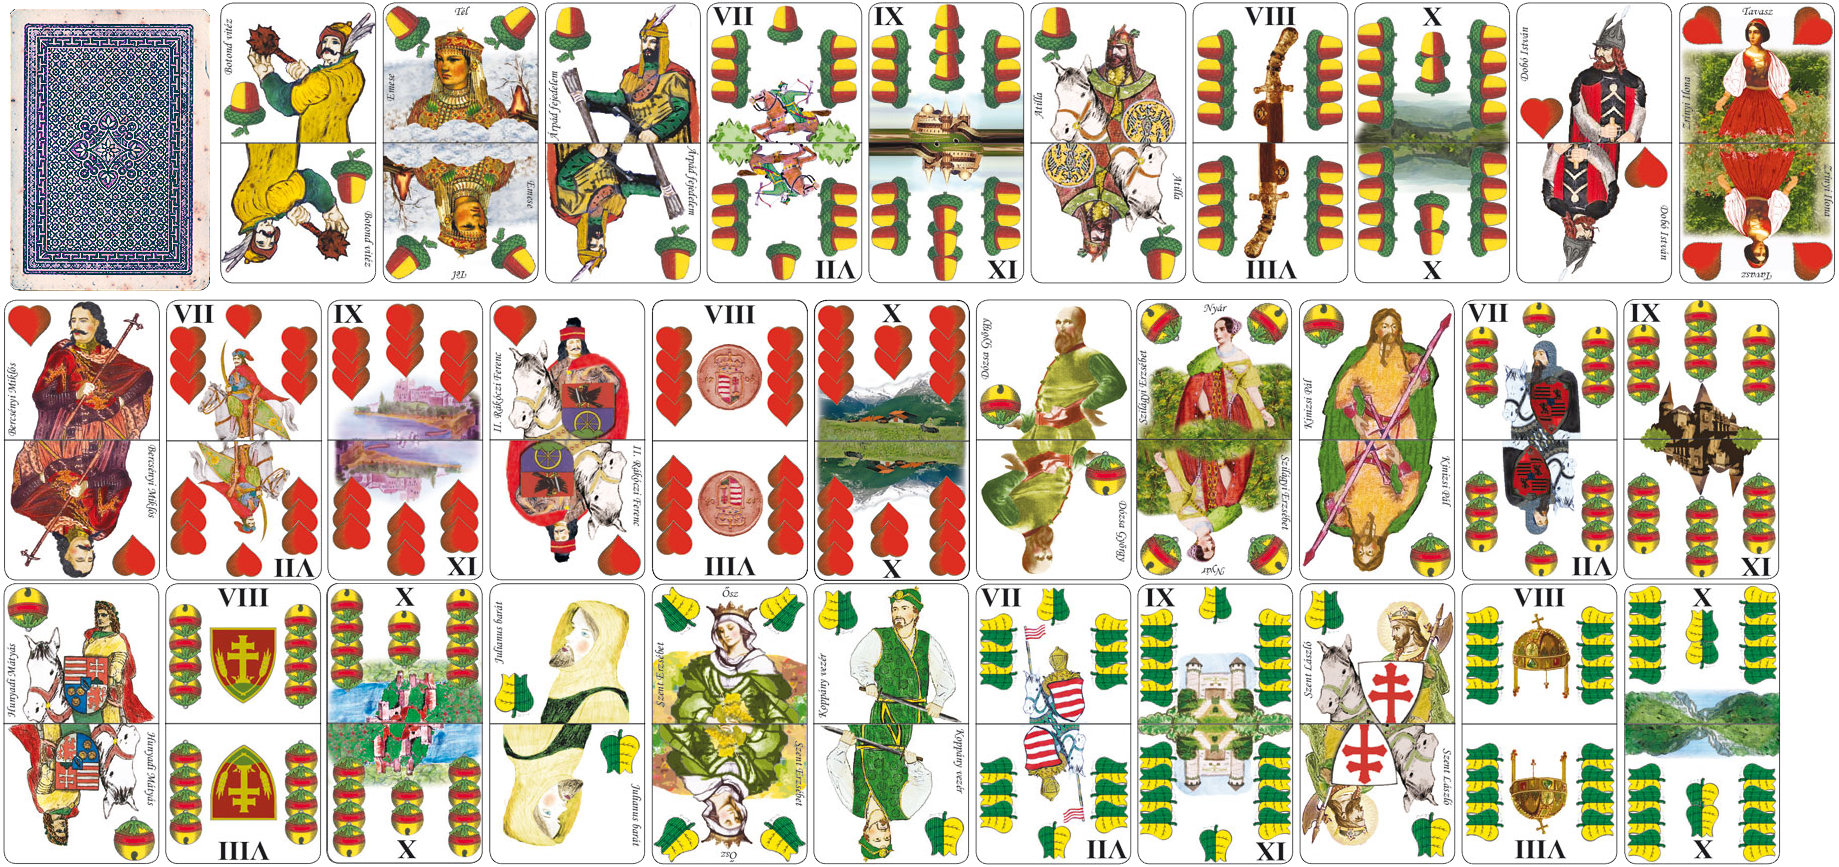 Botond vitéz
Botond vitéz
Tél
Emese
Emese
Tél
Árpád fejedelem
Árpád fejedelem
VII
VII
IX
IX
Atilla
Atilla
VIII
VIII
X
X
Dobó István
Dobó István
Tavasz
Zrínyi Ilona
Zrínyi Ilona
Tavasz
Bercsényi Miklós
Bercsényi Miklós
VII
VII
IX
IX
II. Rákóczi Ferenc
II. Rákóczi Ferenc
VIII
VIII
X
X
Dózsa György
Dózsa György
Nyár
Szilágyi Erzsébet
Szilágyi Erzsébet
Nyár
Kinizsi Pál
Kinizsi Pál
VII
VII
IX
IX
Hunyadi Mátyás
Hunyadi Mátyás
VIII
VIII
X
X
Julianus barát
Julianus barát
Ősz
Szent Erzsébet
Szent Erzsébet
Ősz
Koppány vezér
Koppány vezér
VII
VII
IX
IX
Szent László
Szent László
VIII
VIII
X
X